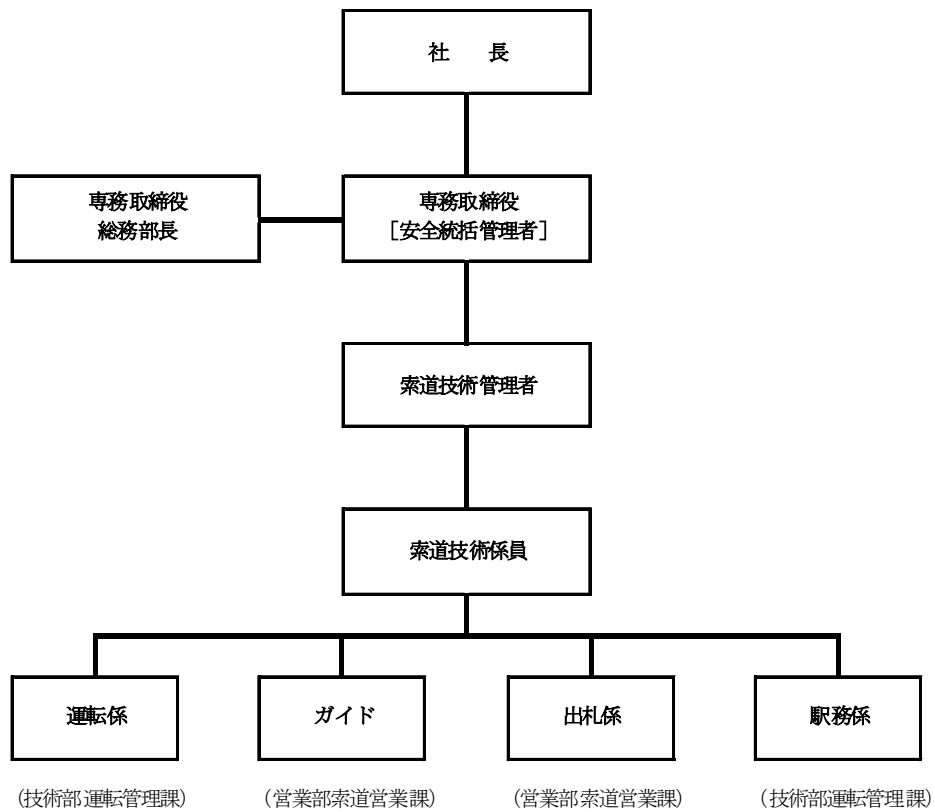 社　長
専務取締役
総務部長
専務取締役
［安全統括管理者］
索道技術管理者
索道技術係員
運転係
ガイド
出札係
駅務係
（技術部運転管理課）
（営業部索道営業課）
（営業部索道営業課）
（技術部運転管理課）